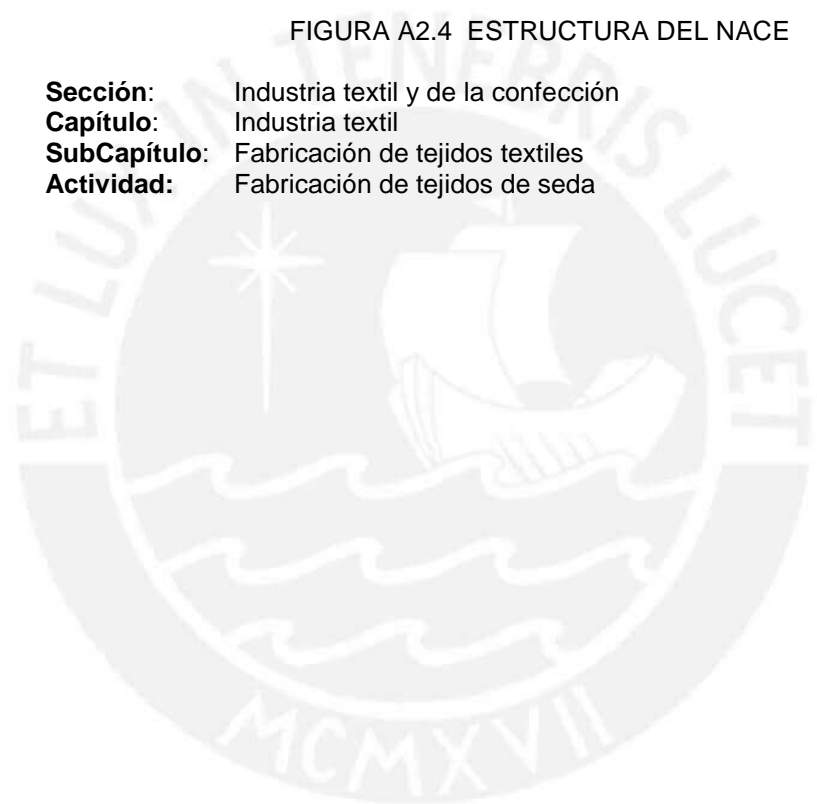 FIGURA A2.4 ESTRUCTURA DEL NACE
Sección: Industria textil y de la confección
Capítulo: Industria textil
SubCapítulo: Fabricación de tejidos textiles
Actividad: Fabricación de tejidos de seda
ET LUX IN TENEBRIS LUCET
MCMXVII